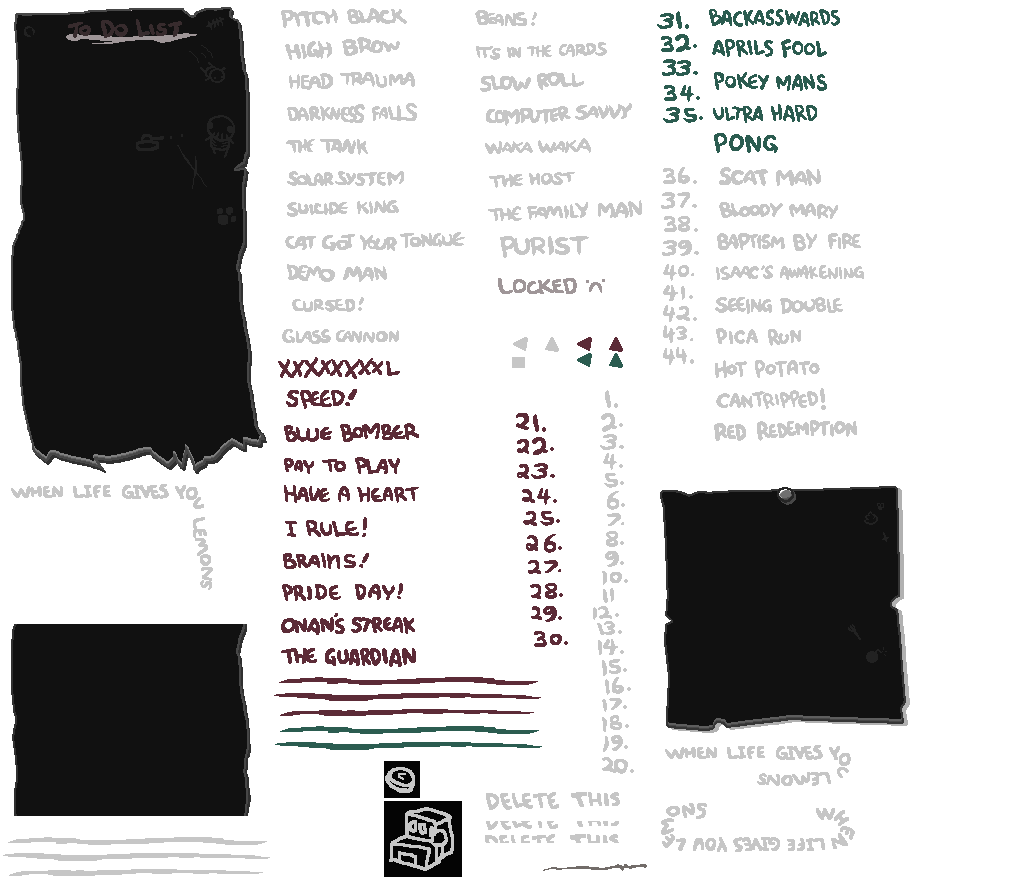 TO DO LIST
PITCH BLACK
HIGH BROW
HEAD TRAUMA
DARKNESS FALLS
THE TANK
SOLAR SYSTEM
SUICIDE KING
CAT GOT YOUR TONGUE
DEMO MAN
CURSED!
GLASS CANNON
XXXXXXXXL
SPEED!
BLUE BOMBER
PAY TO PLAY
HAVE A HEART
I RULE!
BRAINS!
PRIDE DAY!
ONAN'S STREAK
THE GUARDIAN
BEANS!
IT'S IN THE CARDS
SLOW ROLL
COMPUTER SAVVY
WAKA WAKA
THE HOST
THE FAMILY MAN
PURIST
LOCKED 'n'
21.
22.
23.
24.
25.
26.
27.
28.
29.
30.
1.
2.
3.
4.
5.
6.
7.
8.
9.
10.
11
12.
13.
14.
15.
16.
17.
18.
19.
20.
31.
32.
33.
34.
35.
36.
37.
38.
39.
40.
41.
42.
43.
44.
BACKASSWARDS
APRILS FOOL
POKEY MANS
ULTRA HARD
PONG
SCAT MAN
BLOODY MARY
BAPTISM BY FIRE
ISAAC'S AWAKENING
SEEING DOUBLE
PICA RUN
HOT POTATO
CANTRIPPED!
RED REDEMPTION
WHEN LIFE GIVES YOU LEMONS
WHEN LIFE GIVES YOU LEMONS
WHEN LIFE GIVES YOU LEMONS
DELETE THIS
DELETE THIS
DELETE THIS